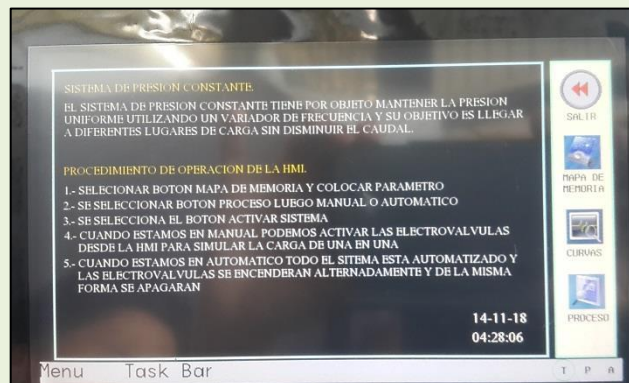 SISTEMA DE PRESION CONSTANTE.
EL SISTEMA DE PRESION CONSTANTE TIENE POR OBJETO MANTENER LA PRESION
UNIFORME UTILIZANDO UN VARIADOR DE FRECUENCIA Y SU OBJETIVO ES LLEGAR
A DIFERENTES LUGARES DE CARGA SIN DISMINUIR EL CAUDAL.
PROCEDIMIENTO DE OPERACION DE LA HMI.
1.- SELECIONAR BOTON MAPA DE MEMORIA Y COLOCAR PARAMETRO
2.- SE SELECCIONAR BOTON PROCESO LUEGO MANUAL O AUTOMATICO
3.- SE SELECCIONA EL BOTON ACTIVAR SISTEMA
4.- CUANDO ESTAMOS EN MANUAL PODEMOS ACTIVAR LAS ELECTROVALVULAS
DESDE LA HMI PARA SIMULAR LA CARGA DE UNA EN UNA
5.- CUANDO ESTAMOS EN AUTOMATICO TODO EL SITEMA ESTA AUTOMATIZADO Y
LAS ELECTROVALVULAS SE ENCENDERAN ALTERNADAMENTE Y DE LA MISMA
FORMA SE APAGARAN
14-11-18
04:28:06
SALIR
MAPA DE
MEMORIA
CURVAS
PROCESO
Menu Task Bar
T P A